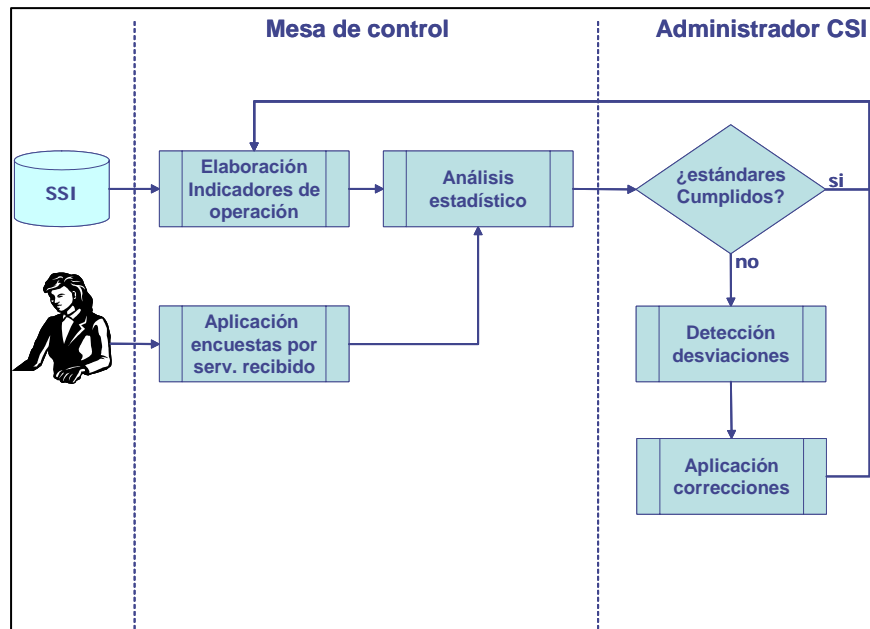 Mesa de control
Administrador CSI
SSI
Elaboración
Indicadores de
operación
Análisis
estadístico
¿estándares
Cumplidos?
si
no
Aplicación
encuestas por
serv. recibido
Detección
desviaciones
Aplicación
correcciones